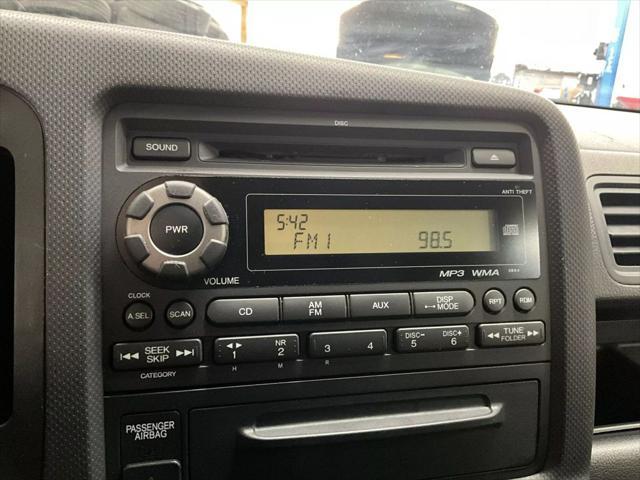 DISC
SOUND
ANTI THEFT
5:42
FM1 98.5
PWR
VOLUME
MP3 WMA
CLOCK
A.SEL SCAN CD AM FM AUX DISP MODE RPT RDM
SEEK SKIP 1 NR 2 3 4 DISC- 5 DISC+ 6 TUNE FOLDER
CATEGORY H M R
PASSENGER
AIRBAG